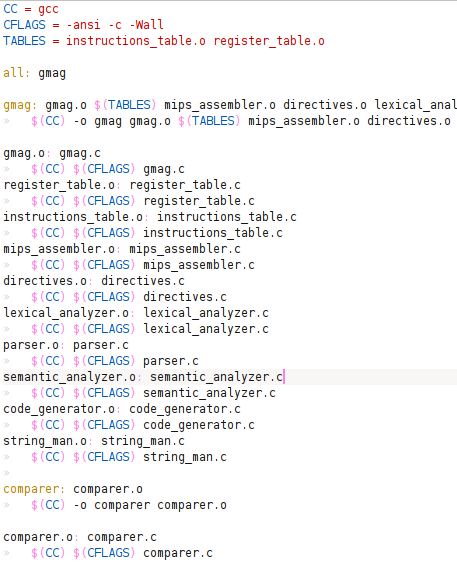 CC = gcc
CFLAGS = -ansi -c -Wall
TABLES = instructions_table.o register_table.o
all: gmag
gmag: gmag.o $(TABLES) mips_assembler.o directives.o lexical_anal
» $(CC) -o gmag gmag.o $(TABLES) mips_assembler.o directives.o
gmag.o: gmag.c
» $(CC) $(CFLAGS) gmag.c
register_table.o: register_table.c
» $(CC) $(CFLAGS) register_table.c
instructions_table.o: instructions_table.c
» $(CC) $(CFLAGS) instructions_table.c
mips_assembler.o: mips_assembler.c
» $(CC) $(CFLAGS) mips_assembler.c
directives.o: directives.c
» $(CC) $(CFLAGS) directives.c
lexical_analyzer.o: lexical_analyzer.c
» $(CC) $(CFLAGS) lexical_analyzer.c
parser.o: parser.c
» $(CC) $(CFLAGS) parser.c
semantic_analyzer.o: semantic_analyzer.c
» $(CC) $(CFLAGS) semantic_analyzer.c
code_generator.o: code_generator.c
» $(CC) $(CFLAGS) code_generator.c
string_man.o: string_man.c
» $(CC) $(CFLAGS) string_man.c
»
comparer: comparer.o
» $(CC) -o comparer comparer.o
comparer.o: comparer.c
» $(CC) $(CFLAGS) comparer.c